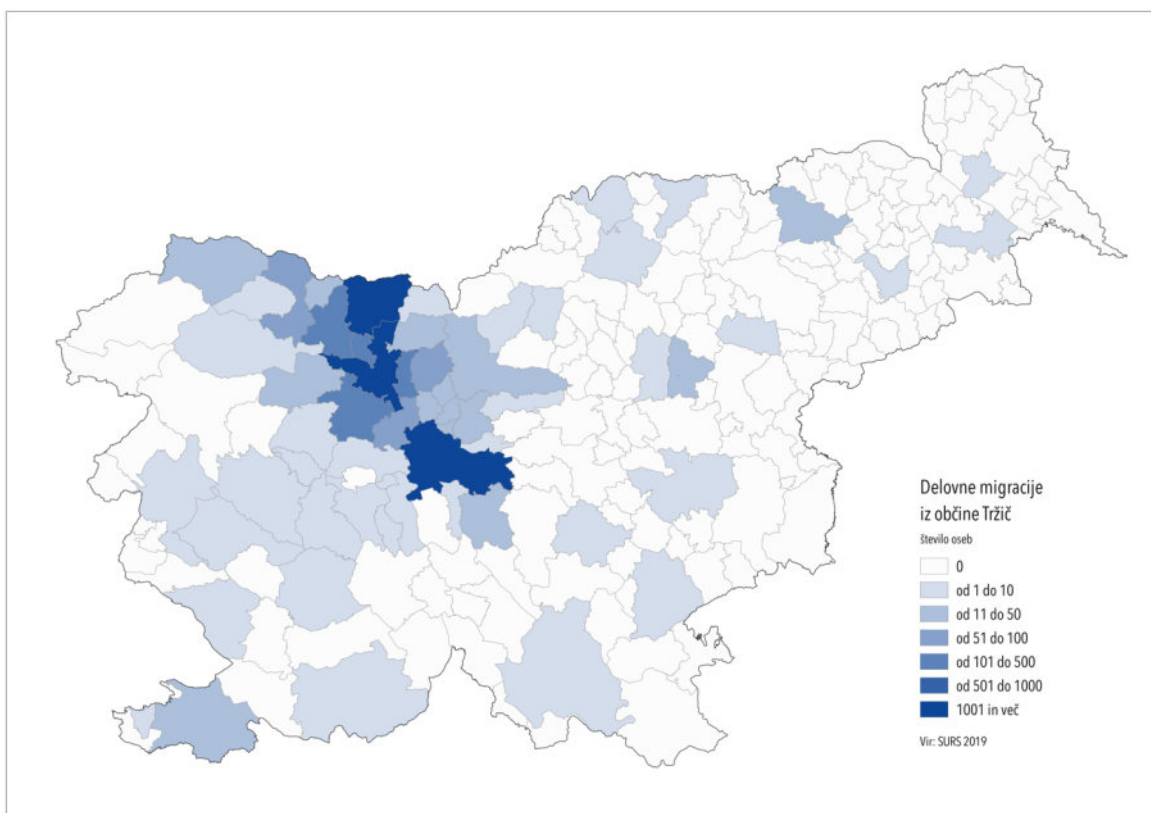 Delovne migracije
iz občine Tržič
število oseb
0
od 1 do 10
od 11 do 50
od 51 do 100
od 101 do 500
od 501 do 1000
1001 in več
Vir: SURS 2019